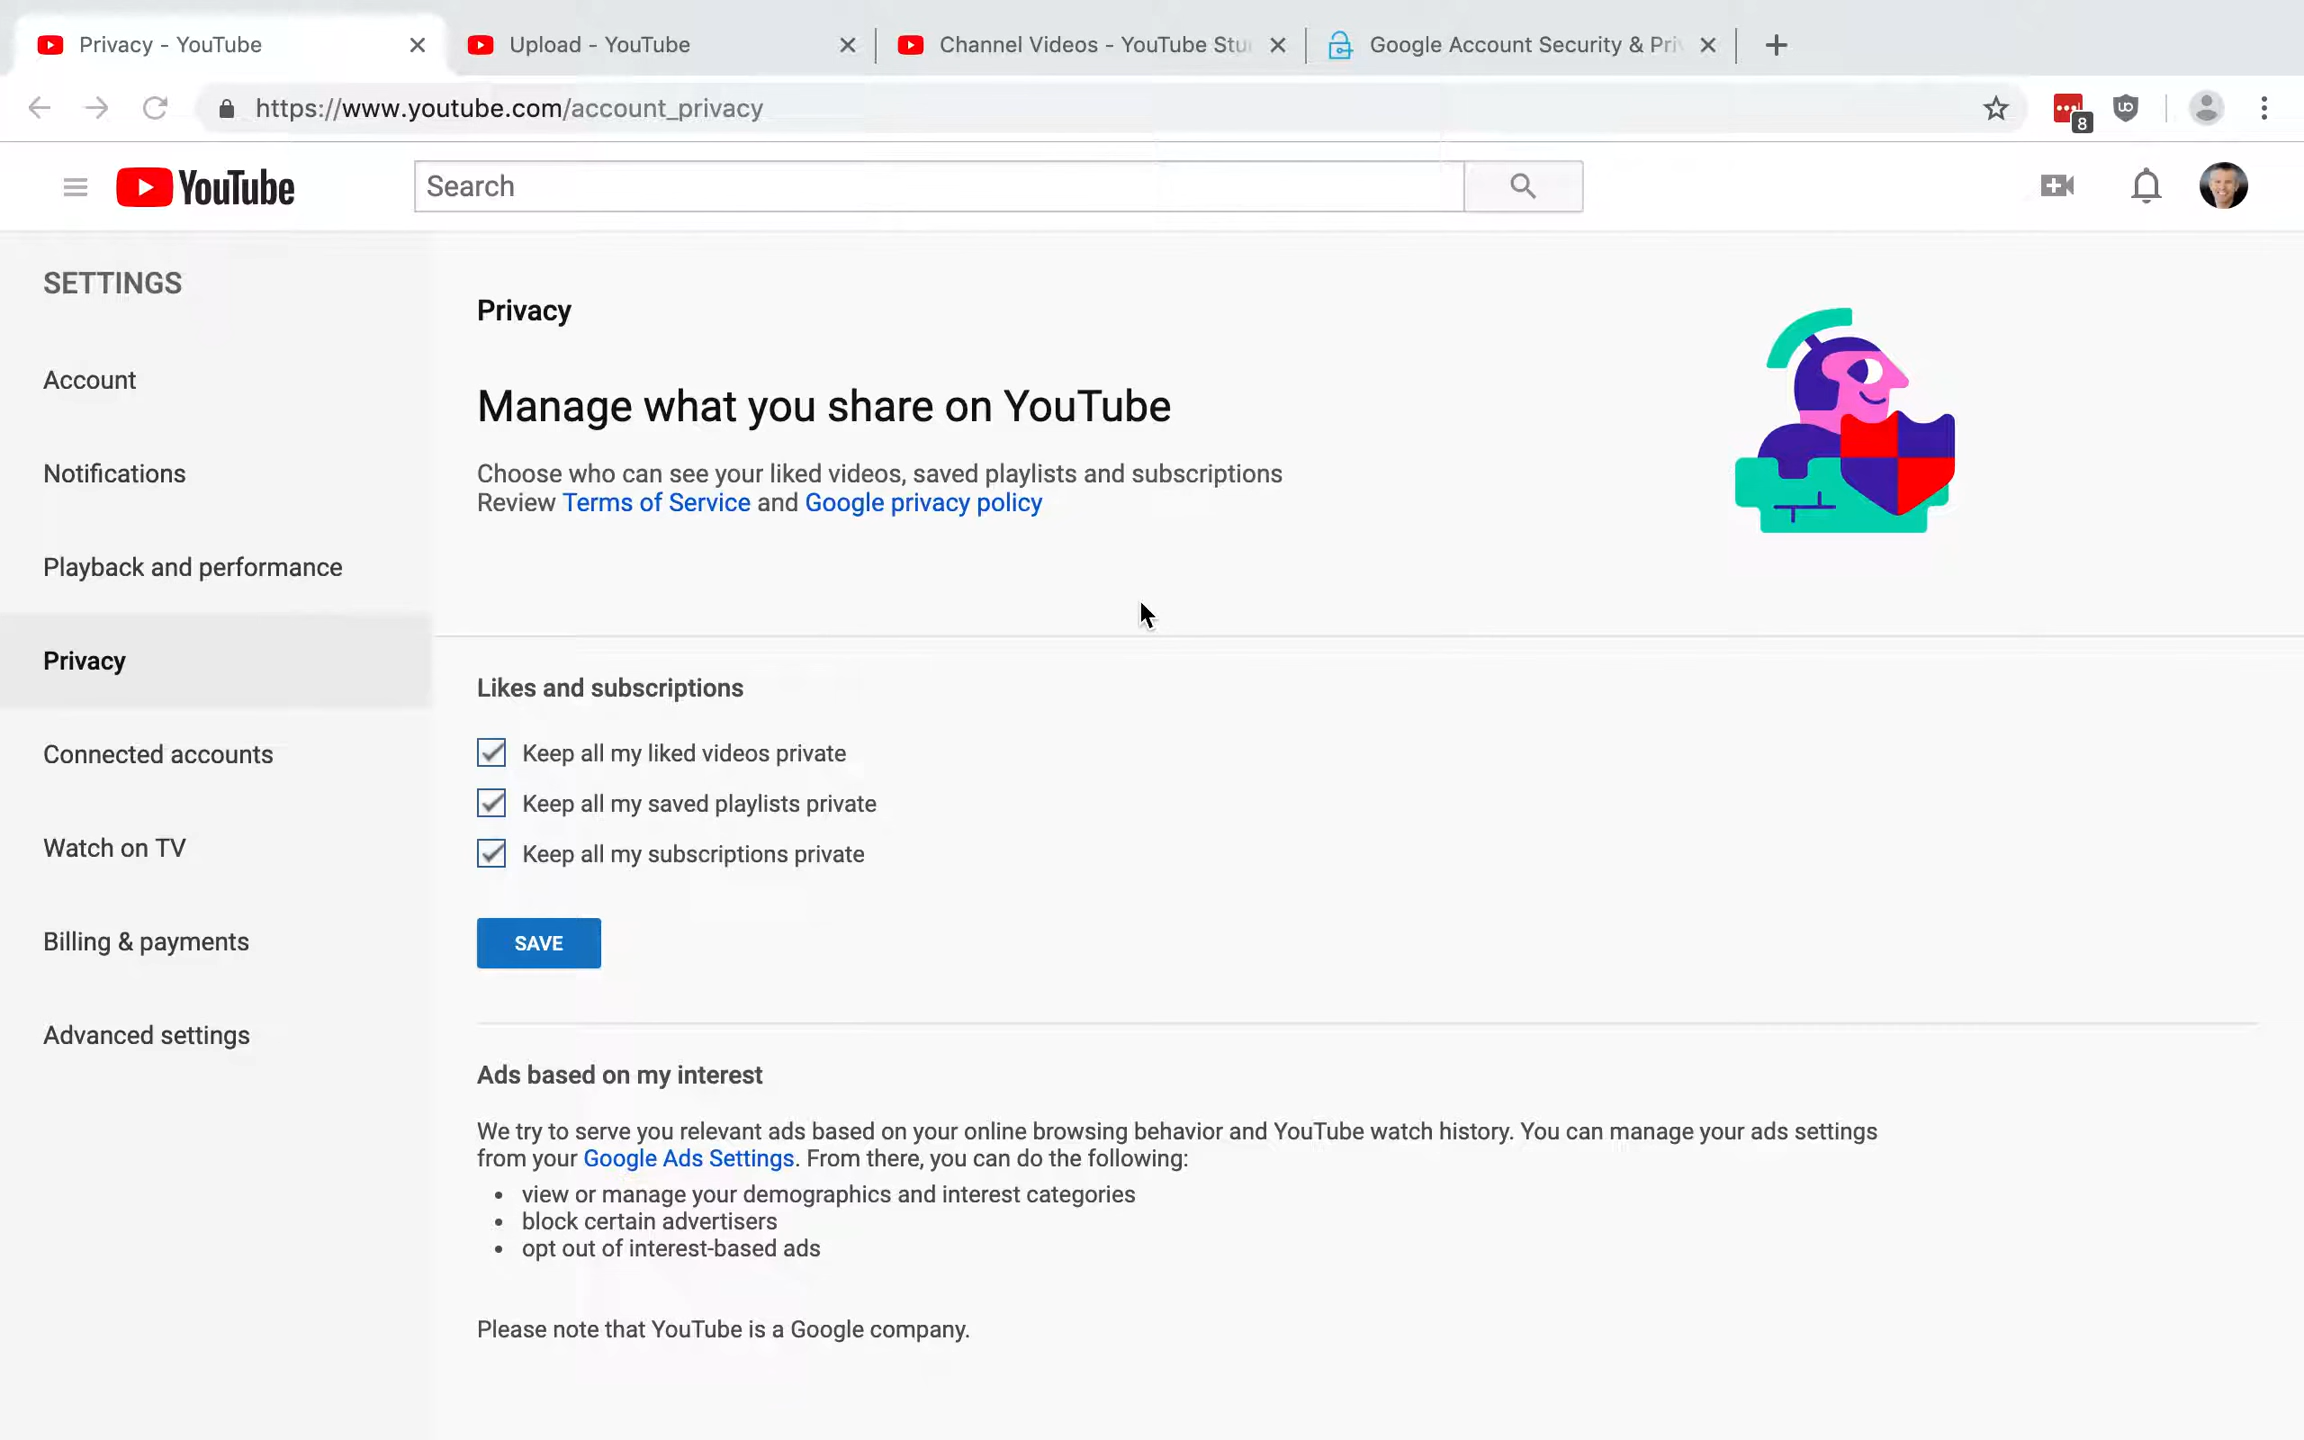 Privacy - YouTube
Upload - YouTube
Channel Videos - YouTube Stu
Google Account Security & Pri
https://www.youtube.com/account_privacy
8
YouTube
Search
SETTINGS
Account
Notifications
Playback and performance
Privacy
Connected accounts
Watch on TV
Billing & payments
Advanced settings
Privacy
Manage what you share on YouTube
Choose who can see your liked videos, saved playlists and subscriptions
Review Terms of Service and Google privacy policy
Likes and subscriptions
Keep all my liked videos private
Keep all my saved playlists private
Keep all my subscriptions private
SAVE
Ads based on my interest
We try to serve you relevant ads based on your online browsing behavior and YouTube watch history. You can manage your ads settings
from your Google Ads Settings. From there, you can do the following:
• view or manage your demographics and interest categories
• block certain advertisers
• opt out of interest-based ads
Please note that YouTube is a Google company.